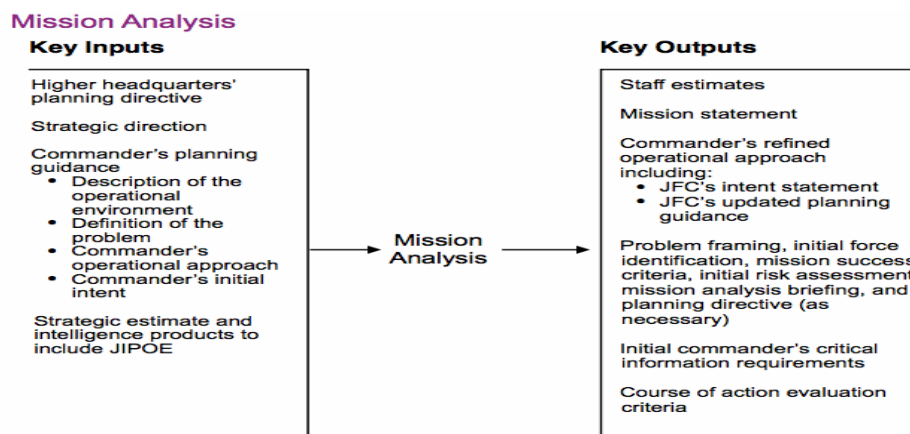 Mission Analysis
Key Inputs
Higher headquarters'
planning directive
Strategic direction
Commander's planning
guidance
• Description of the
operational
environment
• Definition of the
problem
• Commander's
operational approach
• Commander's initial
intent
Strategic estimate and
intelligence products to
include JIPOE
Mission
Analysis
Key Outputs
Staff estimates
Mission statement
Commander's refined
operational approach
including:
• JFC's intent statement
• JFC's updated planning
guidance
Problem framing, initial force
identification, mission success
criteria, initial risk assessment
mission analysis briefing, and
planning directive (as
necessary)
Initial commander's critical
information requirements
Course of action evaluation
criteria